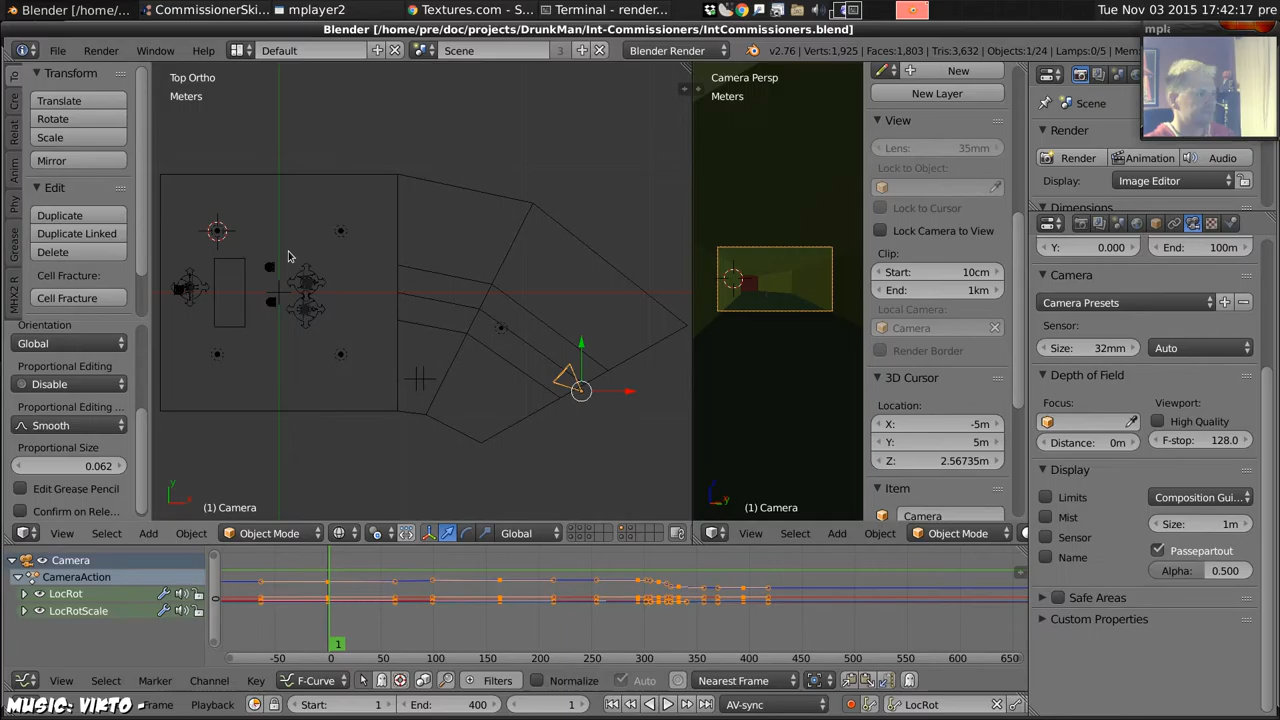 Blender [/home/...
CommissionerSki...
mplayer2
Textures.com - S...
Terminal - render...
Tue Nov 03 2015 17:42:17 pre
Blender [/home/pre/doc/projects/DrunkMan/Int-Commissioners/IntCommissioners.blend]
File Render Window Help Default Scene 3 Blender Render v2.76 | Verts:1,925 | Faces:1,803 | Tris:3,632 | Objects:1/24 | Lamps:0/5 | Mem:
mpla
To
Cre
Relat
Anim
Phy
Grease
MHX2 R
Transform
Translate
Rotate
Scale
Mirror
Edit
Duplicate
Duplicate Linked
Delete
Cell Fracture:
Cell Fracture
Orientation
Global
Proportional Editing
Disable
Proportional Editing
Smooth
Proportional Size
0.062
Edit Grease Pencil
Confirm on Rele...
Top Ortho
Meters
(1) Camera
Camera Persp
Meters
(1) Camera
New
New Layer
View
Lens: 35mm
Lock to Object:
Lock to Cursor
Lock Camera to View
Clip:
Start: 10cm
End: 1km
Local Camera:
Camera
Render Border
3D Cursor
Location:
X: -5m
Y: 5m
Z: 2.56735m
Item
Camera
Scene
Render
Render Animation Audio
Display: Image Editor
Dimensions
Y: 0.000 End: 100m
Camera
Camera Presets
Sensor:
Size: 32mm Auto
Depth of Field
Focus: Viewport:
High Quality
Distance: 0m F-stop: 128.0
Display
Limits Composition Gui...
Mist Size: 1m
Sensor Passepartout
Name Alpha: 0.500
Safe Areas
Custom Properties
View Select Add Object Object Mode Global
View Select Object Object Mode
Camera
CameraAction
LocRot
LocRotScale
1
-50 0 50 100 150 200 250 300 350 400 450 500 550 600 650
View Select Marker Channel Key F-Curve Filters Normalize Auto Nearest Frame
MUSIC: VIKTO - Frame Playback Start: 1 End: 400 1 AV-sync LocRot